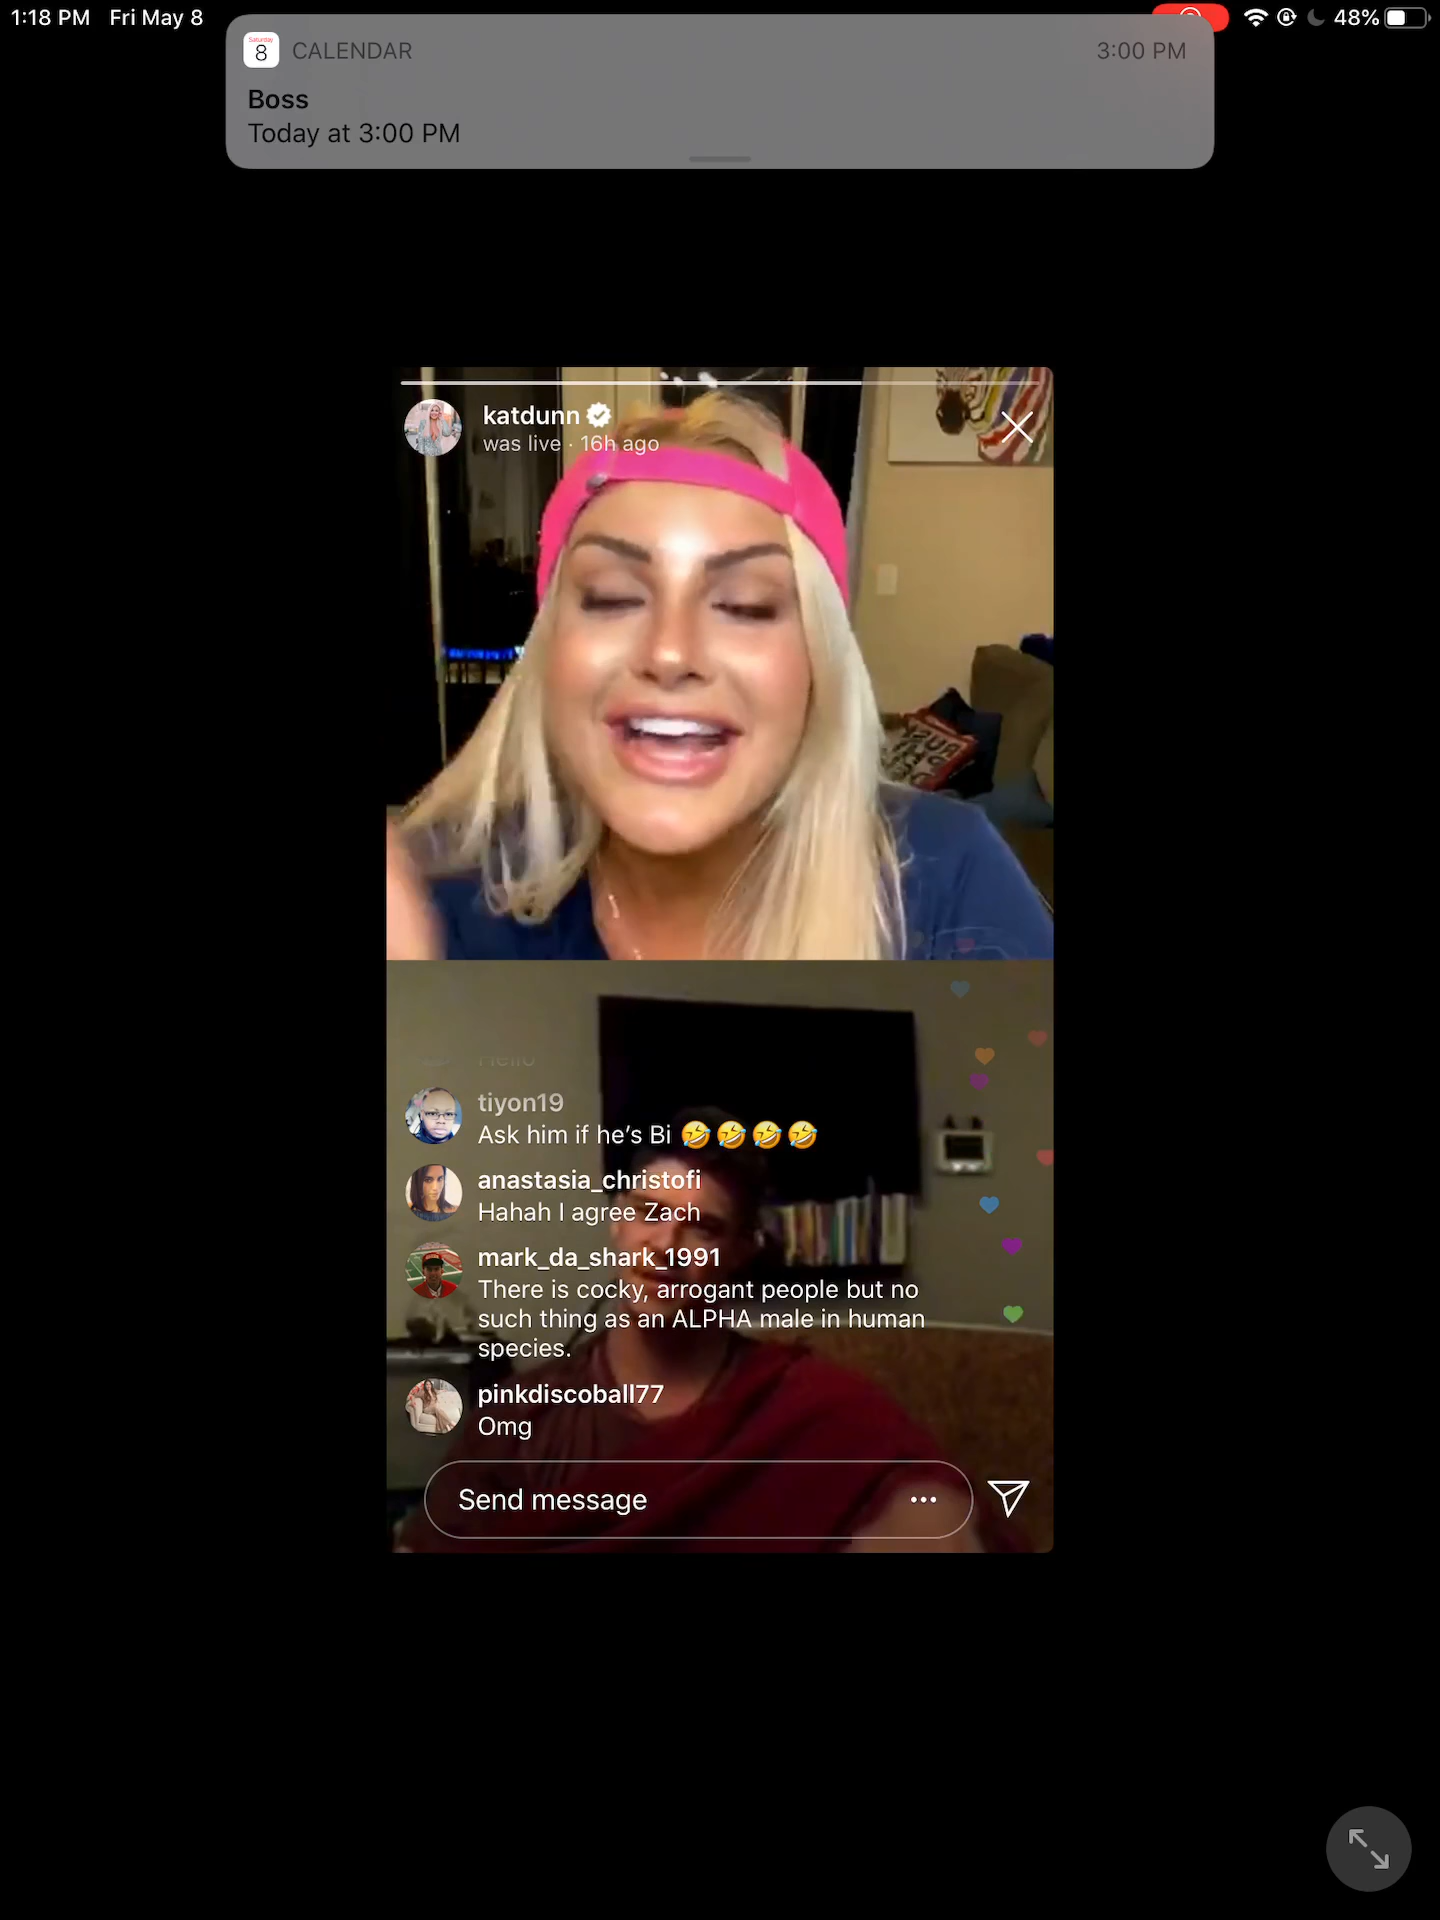 1:18 PM Fri May 8
48%
Saturday
8
CALENDAR
3:00 PM
Boss
Today at 3:00 PM
katdunn
was live · 16h ago
Hello
tiyon19
Ask him if he’s Bi 🤣🤣🤣🤣
anastasia_christofi
Hahah I agree Zach
mark_da_shark_1991
There is cocky, arrogant people but no
such thing as an ALPHA male in human
species.
pinkdiscoball77
Omg
Send message